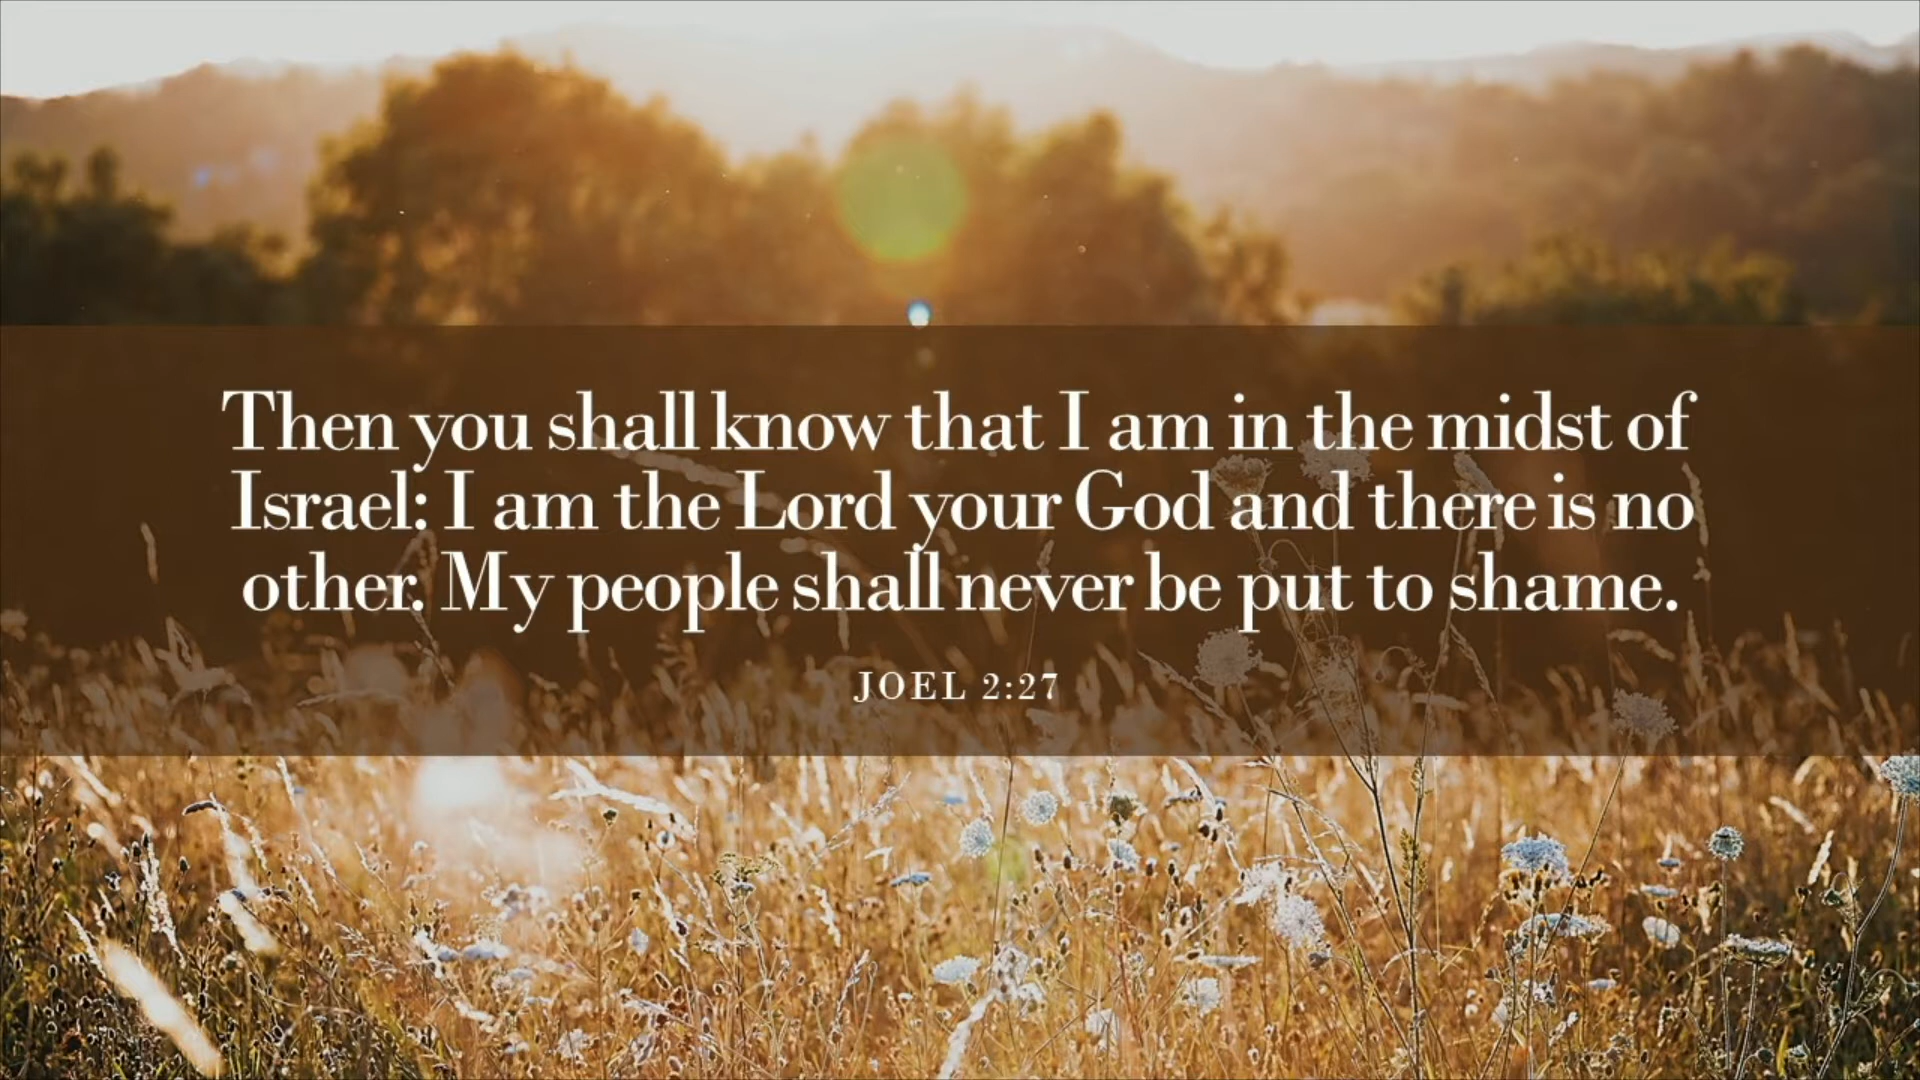 Then you shall know that I am in the midst of
Israel: I am the Lord your God and there is no
other. My people shall never be put to shame.
JOEL 2:27